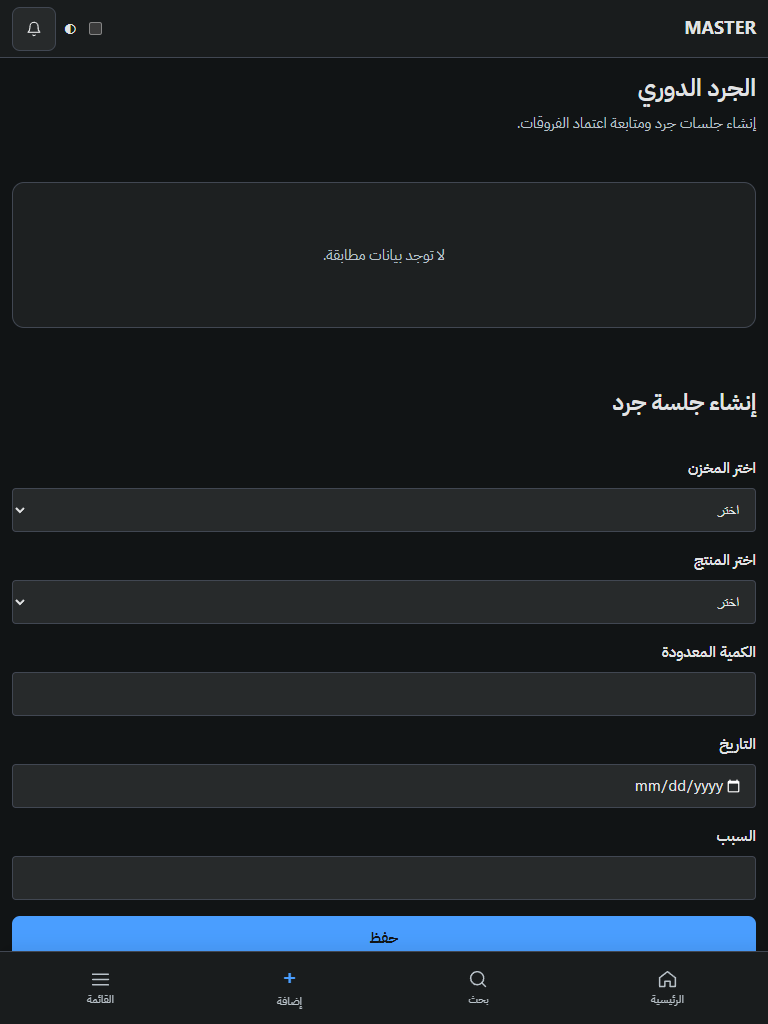 MASTER
الجرد الدوري
إنشاء جلسات جرد ومتابعة اعتماد الفروقات.
لا توجد بيانات مطابقة.
إنشاء جلسة جرد
اختر المخزن
اختر
اختر المنتج
اختر
الكمية المعدودة
التاريخ
mm/dd/yyyy
السبب
حفظ
الرئيسية
بحث
إضافة
القائمة